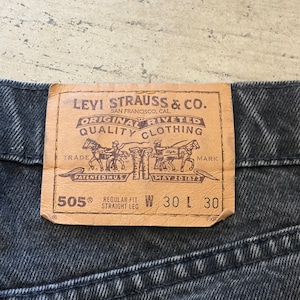 LEVI STRAUSS & CO.
SAN FRANCISCO, CAL.
ORIGINAL RIVETED
QUALITY CLOTHING
TRADE MARK
PATENTED IN U.S. MAY 20 1873
505® REGULAR FIT STRAIGHT LEG W 30 L 30